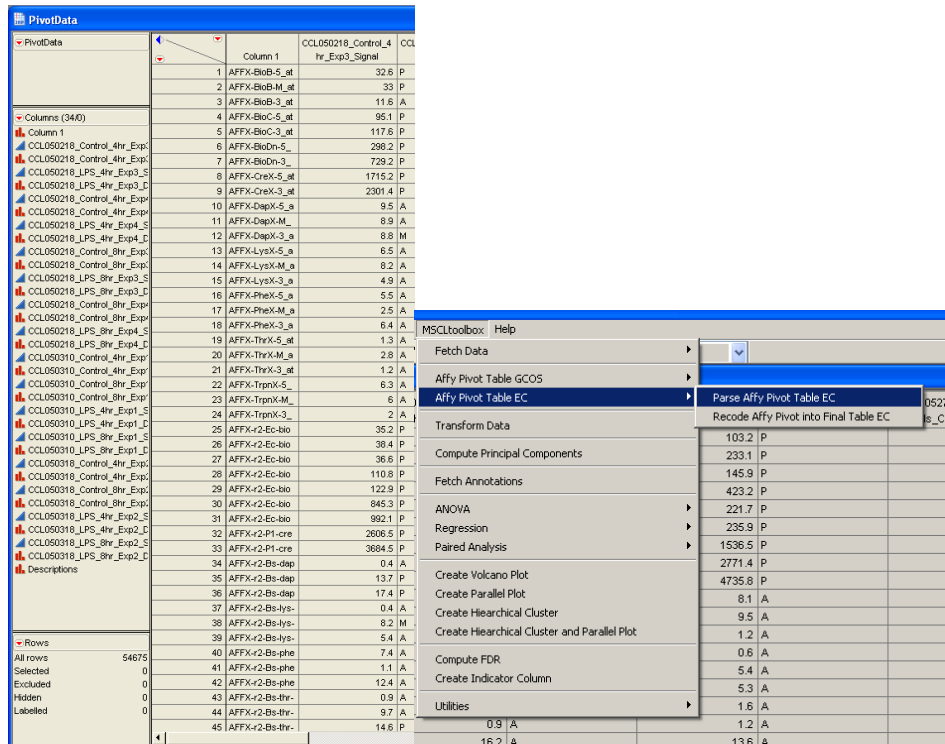 PivotData
PivotData
Columns (34/0)
Column 1
CCL050218_Control_4hr_Exp
CCL050218_Control_4hr_Exp
CCL050218_LPS_4hr_Exp3_S
CCL050218_LPS_4hr_Exp3_D
CCL050218_Control_4hr_Exp
CCL050218_Control_4hr_Exp
CCL050218_LPS_4hr_Exp4_S
CCL050218_LPS_4hr_Exp4_D
CCL050218_Control_8hr_Exp
CCL050218_Control_8hr_Exp
CCL050218_LPS_8hr_Exp3_S
CCL050218_LPS_8hr_Exp3_D
CCL050218_Control_8hr_Exp
CCL050218_Control_8hr_Exp
CCL050218_LPS_8hr_Exp4_S
CCL050218_LPS_8hr_Exp4_D
CCL050310_Control_4hr_Exp
CCL050310_Control_4hr_Exp
CCL050310_Control_8hr_Exp
CCL050310_Control_8hr_Exp
CCL050310_LPS_4hr_Exp1_S
CCL050310_LPS_4hr_Exp1_D
CCL050310_LPS_8hr_Exp1_S
CCL050310_LPS_8hr_Exp1_D
CCL050318_Control_4hr_Exp
CCL050318_Control_4hr_Exp
CCL050318_Control_8hr_Exp
CCL050318_Control_8hr_Exp
CCL050318_LPS_4hr_Exp2_S
CCL050318_LPS_4hr_Exp2_D
CCL050318_LPS_8hr_Exp2_S
CCL050318_LPS_8hr_Exp2_D
Descriptions
Rows
All rows 54675
Selected 0
Excluded 0
Hidden 0
Labelled 0
CCL050218_Control_4 CCL
Column 1 hr_Exp3_Signal
1 AFFX-BioB-5_at 32.6 P
2 AFFX-BioB-M_at 33 P
3 AFFX-BioB-3_at 11.6 A
4 AFFX-BioC-5_at 95.1 P
5 AFFX-BioC-3_at 117.6 P
6 AFFX-BioDn-5_ 298.2 P
7 AFFX-BioDn-3_ 729.2 P
8 AFFX-CreX-5_at 1715.2 P
9 AFFX-CreX-3_at 2301.4 P
10 AFFX-DapX-5_a 9.5 A
11 AFFX-DapX-M_ 8.9 A
12 AFFX-DapX-3_a 8.8 M
13 AFFX-LysX-5_a 6.5 A
14 AFFX-LysX-M_a 8.2 A
15 AFFX-LysX-3_a 4.9 A
16 AFFX-PheX-5_a 5.5 A
17 AFFX-PheX-M_a 2.5 A
18 AFFX-PheX-3_a 6.4 A
19 AFFX-ThrX-5_at 1.3 A
20 AFFX-ThrX-M_a 2.8 A
21 AFFX-ThrX-3_at 1.2 A
22 AFFX-TrpnX-5_ 6.3 A
23 AFFX-TrpnX-M_ 6 A
24 AFFX-TrpnX-3_ 2 A
25 AFFX-r2-Ec-bio 35.2 P
26 AFFX-r2-Ec-bio 38.4 P
27 AFFX-r2-Ec-bio 36.6 P
28 AFFX-r2-Ec-bio 110.8 P
29 AFFX-r2-Ec-bio 122.9 P
30 AFFX-r2-Ec-bio 845.3 P
31 AFFX-r2-Ec-bio 992.1 P
32 AFFX-r2-P1-cre 2606.5 P
33 AFFX-r2-P1-cre 3684.5 P
34 AFFX-r2-Bs-dap 0.4 A
35 AFFX-r2-Bs-dap 13.7 P
36 AFFX-r2-Bs-dap 17.4 P
37 AFFX-r2-Bs-lys- 0.4 A
38 AFFX-r2-Bs-lys- 8.2 M
39 AFFX-r2-Bs-lys- 5.4 A
40 AFFX-r2-Bs-phe 7.4 A
41 AFFX-r2-Bs-phe 1.1 A
42 AFFX-r2-Bs-phe 12.4 A
43 AFFX-r2-Bs-thr- 0.9 A
44 AFFX-r2-Bs-thr- 9.7 A
45 AFFX-r2-Bs-thr- 14.6 P
MSCLtoolbox Help
Fetch Data
Affy Pivot Table GCOS
Affy Pivot Table EC
Transform Data
Compute Principal Components
Fetch Annotations
ANOVA
Regression
Paired Analysis
Create Volcano Plot
Create Parallel Plot
Create Hiearchical Cluster
Create Hiearchical Cluster and Parallel Plot
Compute FDR
Create Indicator Column
Utilities
Parse Affy Pivot Table EC
Recode Affy Pivot into Final Table EC
0527
s_C
103.2 P
233.1 P
145.9 P
423.2 P
221.7 P
235.9 P
1536.5 P
2771.4 P
4735.8 P
8.1 A
9.5 A
1.2 A
0.6 A
5.4 A
5.3 A
1.6 A
0.9 A 1.2 A
16.2 A 13.6 A